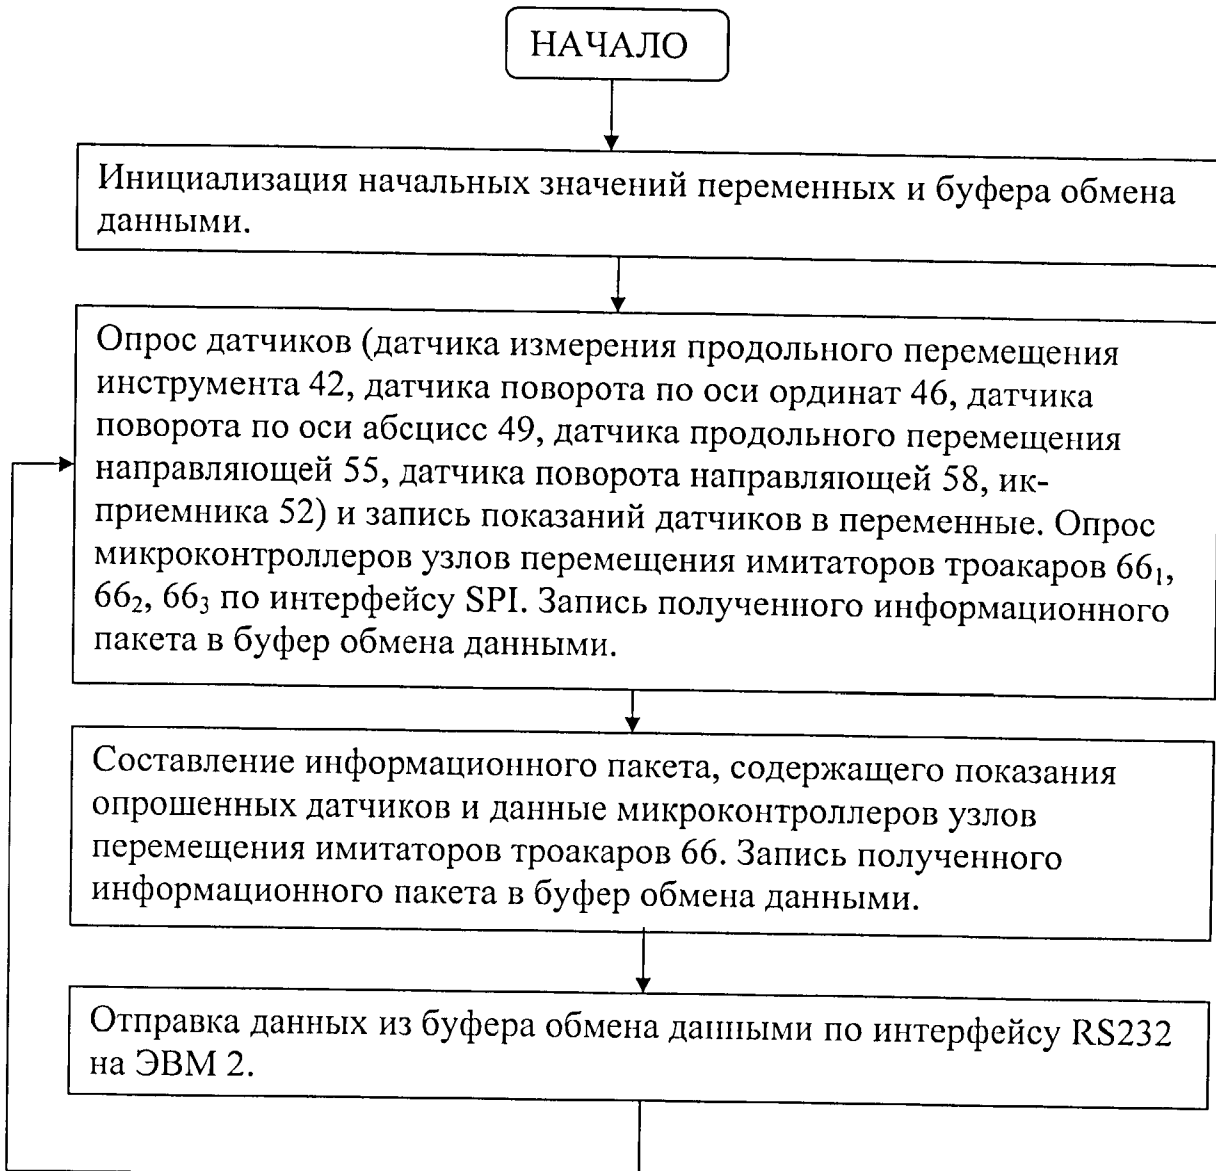 НАЧАЛО
Инициализация начальных значений переменных и буфера обмена
данными.
Опрос датчиков (датчика измерения продольного перемещения
инструмента 42, датчика поворота по оси ординат 46, датчика
поворота по оси абсцисс 49, датчика продольного перемещения
направляющей 55, датчика поворота направляющей 58, ик-
приемника 52) и запись показаний датчиков в переменные. Опрос
микроконтроллеров узлов перемещения имитаторов троакаров 66₁,
66₂, 66₃ по интерфейсу SPI. Запись полученного информационного
пакета в буфер обмена данными.
Составление информационного пакета, содержащего показания
опрошенных датчиков и данные микроконтроллеров узлов
перемещения имитаторов троакаров 66. Запись полученного
информационного пакета в буфер обмена данными.
Отправка данных из буфера обмена данными по интерфейсу RS232
на ЭВМ 2.